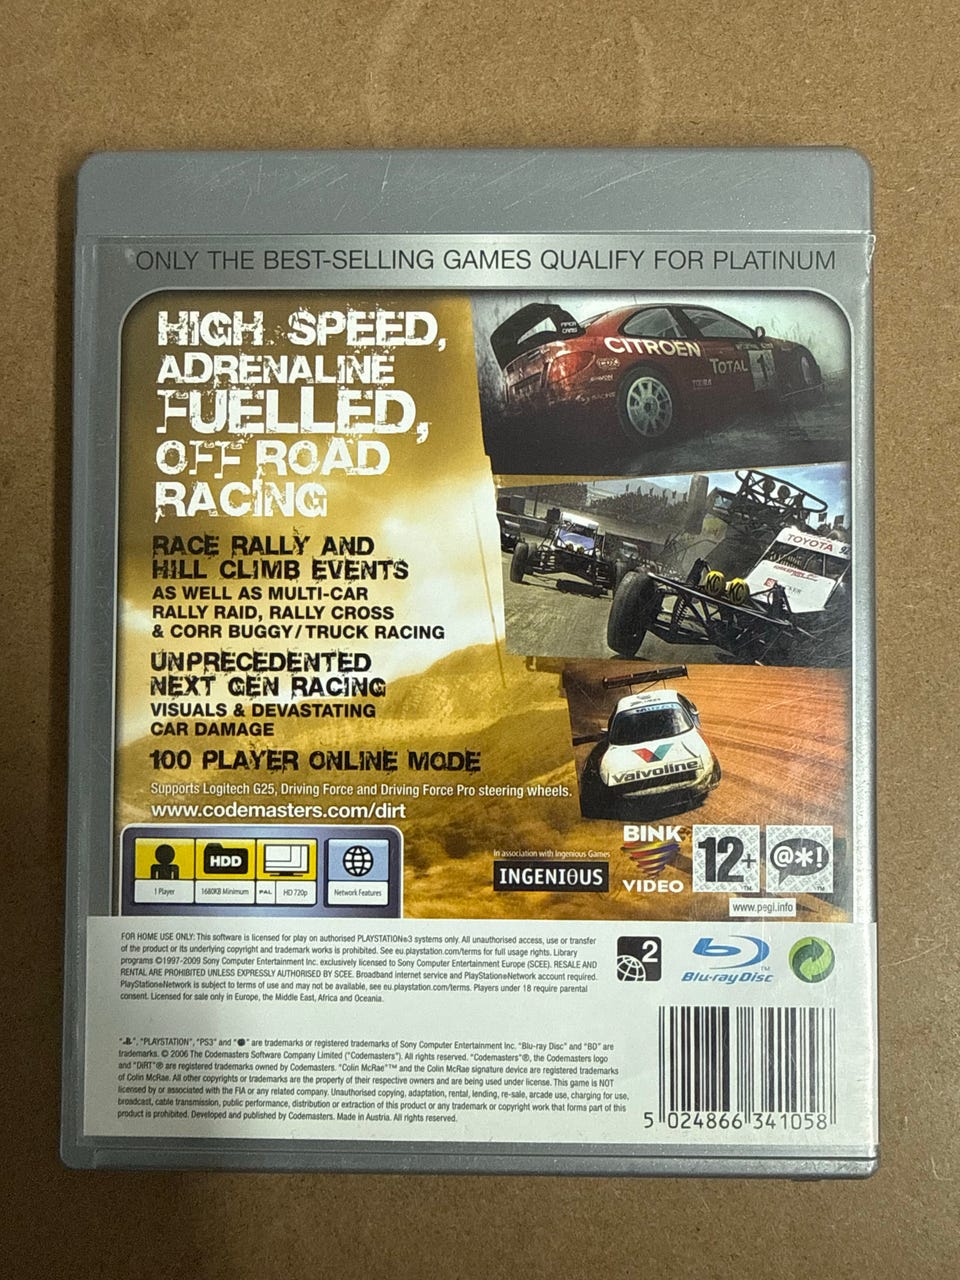 ONLY THE BEST-SELLING GAMES QUALIFY FOR PLATINUM
HIGH SPEED,
ADRENALINE
FUELLED,
OFF ROAD
RACING
RACE RALLY AND
HILL CLIMB EVENTS
AS WELL AS MULTI-CAR
RALLY RAID, RALLY CROSS
& CORR BUGGY/TRUCK RACING
UNPRECEDENTED
NEXT GEN RACING
VISUALS & DEVASTATING
CAR DAMAGE
100 PLAYER ONLINE MODE
Supports Logitech G25, Driving Force and Driving Force Pro steering wheels.
www.codemasters.com/dirt
CITROËN
TOTAL
1
TOYOTA
KC
KC
Valvoline
HDD
1 Player
1680KB Minimum
PAL
HD 720p
Network Features
In association with Ingenious Games
INGENIOUS
BINK
VIDEO
12+
@*!
www.pegi.info
FOR HOME USE ONLY: This software is licensed for play on authorised PLAYSTATION®3 systems only. All unauthorised access, use or transfer
of the product or its underlying copyright and trademark works is prohibited. See eu.playstation.com/terms for full usage rights. Library
programs ©1997-2009 Sony Computer Entertainment Inc. exclusively licensed to Sony Computer Entertainment Europe (SCEE). RESALE AND
RENTAL ARE PROHIBITED UNLESS EXPRESSLY AUTHORISED BY SCEE. Broadband internet service and PlayStation®Network account required.
PlayStation®Network is subject to terms of use and may not be available, see eu.playstation.com/terms. Players under 18 require parental
consent. Licensed for sale only in Europe, the Middle East, Africa and Oceania.
2
Blu-ray Disc
TM
", "PLAYSTATION", "PS3" and " " are trademarks or registered trademarks of Sony Computer Entertainment Inc. "Blu-ray Disc" and "BD" are
trademarks. © 2006 The Codemasters Software Company Limited ("Codemasters"). All rights reserved. "Codemasters"®, the Codemasters logo
and "DiRT"® are registered trademarks owned by Codemasters. "Colin McRae"™ and the Colin McRae signature device are registered trademarks
of Colin McRae. All other copyrights or trademarks are the property of their respective owners and are being used under license. This game is NOT
licensed by or associated with the FIA or any related company. Unauthorised copying, adaptation, rental, lending, re-sale, arcade use, charging for use,
broadcast, cable transmission, public performance, distribution or extraction of this product or any trademark or copyright work that forms part of this
product is prohibited. Developed and published by Codemasters. Made in Austria. All rights reserved.
5 024866 341058